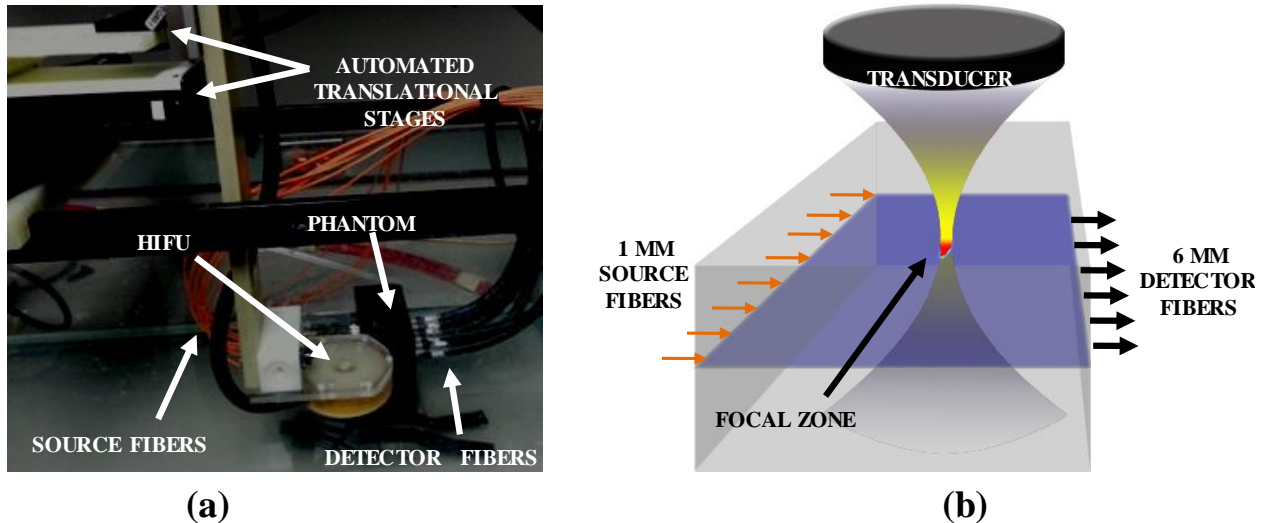 AUTOMATED
TRANSLATIONAL
STAGES
HIFU
PHANTOM
SOURCE FIBERS
DETECTOR FIBERS
(a)
TRANSDUCER
1 MM
SOURCE
FIBERS
6 MM
DETECTOR
FIBERS
FOCAL ZONE
(b)